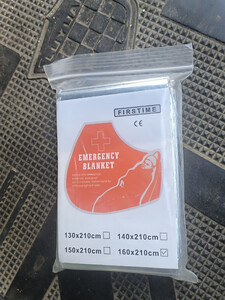 FIRSTIME
CE
EMERGENCY
BLANKET
130x210cm 140x210cm
150x210cm 160x210cm